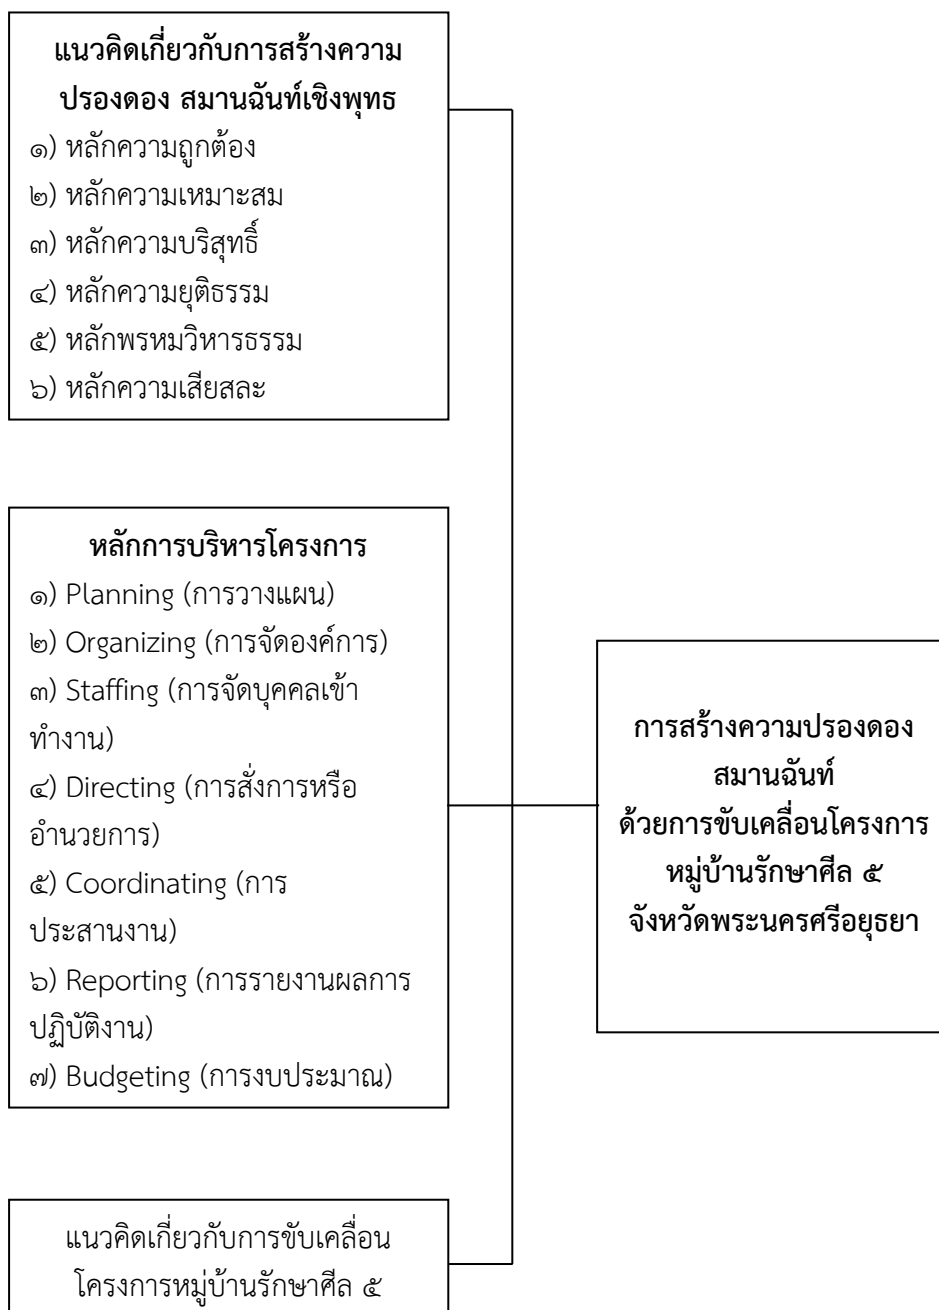 แนวคิดเกี่ยวกับการสร้างความ
ปรองดอง สมานฉันท์เชิงพุทธ
๑) หลักความถูกต้อง
๒) หลักความเหมาะสม
๓) หลักความบริสุทธิ์
๔) หลักความยุติธรรม
๕) หลักพรหมวิหารธรรม
๖) หลักความเสียสละ
หลักการบริหารโครงการ
๑) Planning (การวางแผน)
๒) Organizing (การจัดองค์การ)
๓) Staffing (การจัดบุคคลเข้า
ทำงาน)
๔) Directing (การสั่งการหรือ
อำนวยการ)
๕) Coordinating (การ
ประสานงาน)
๖) Reporting (การรายงานผลการ
ปฏิบัติงาน)
๗) Budgeting (การงบประมาณ)
แนวคิดเกี่ยวกับการขับเคลื่อน
โครงการหมู่บ้านรักษาศีล ๕
การสร้างความปรองดอง
สมานฉันท์
ด้วยการขับเคลื่อนโครงการ
หมู่บ้านรักษาศีล ๕
จังหวัดพระนครศรีอยุธยา